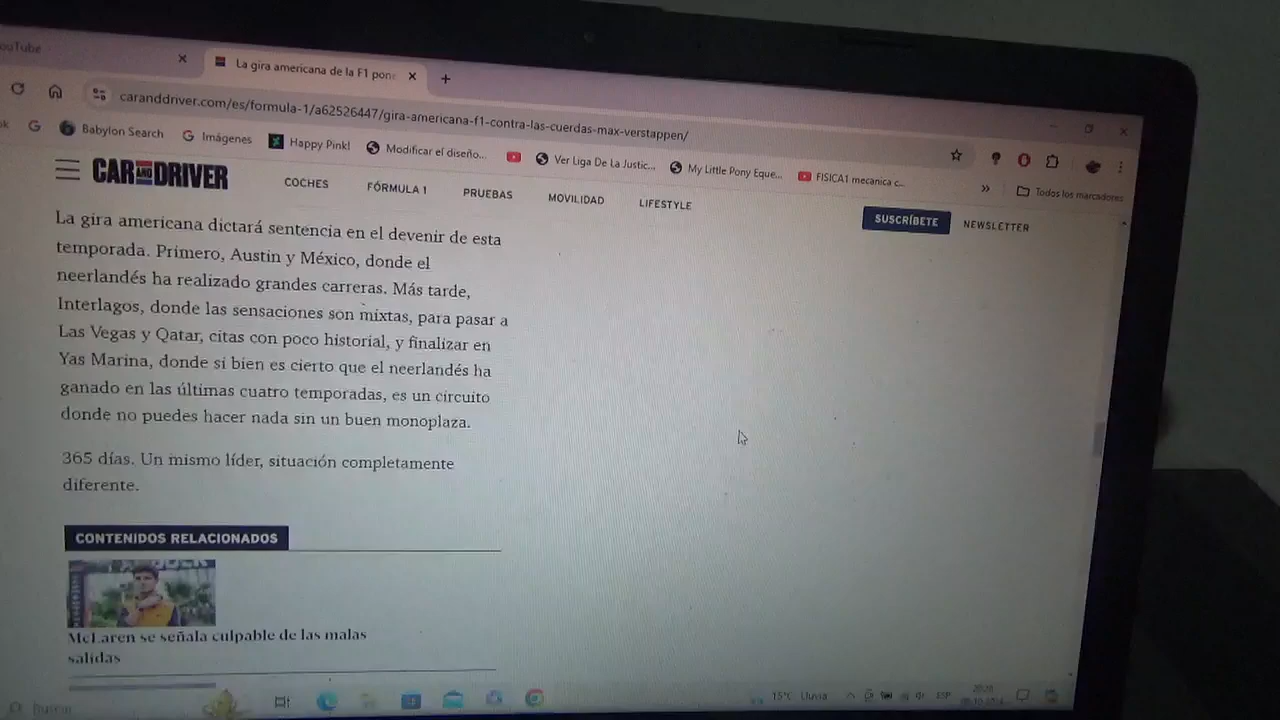 ouTube
La gira americana de la F1 pone
caranddriver.com/es/formula-1/a62526447/gira-americana-f1-contra-las-cuerdas-max-verstappen/
Babylon Search
Imágenes
Happy Pink!
Modificar el diseño...
Ver Liga De La Justic...
My Little Pony Eque...
FISICA1 mecanica c...
Todos los marcadores
CAR AND DRIVER
COCHES
FÓRMULA 1
PRUEBAS
MOVILIDAD
LIFESTYLE
SUSCRÍBETE
NEWSLETTER
La gira americana dictará sentencia en el devenir de esta
temporada. Primero, Austin y México, donde el
neerlandés ha realizado grandes carreras. Más tarde,
Interlagos, donde las sensaciones son mixtas, para pasar a
Las Vegas y Qatar, citas con poco historial, y finalizar en
Yas Marina, donde si bien es cierto que el neerlandés ha
ganado en las últimas cuatro temporadas, es un circuito
donde no puedes hacer nada sin un buen monoplaza.
365 días. Un mismo líder, situación completamente
diferente.
CONTENIDOS RELACIONADOS
McLaren se señala culpable de las malas
salidas
Buscar
15°C Lluvia
ESP